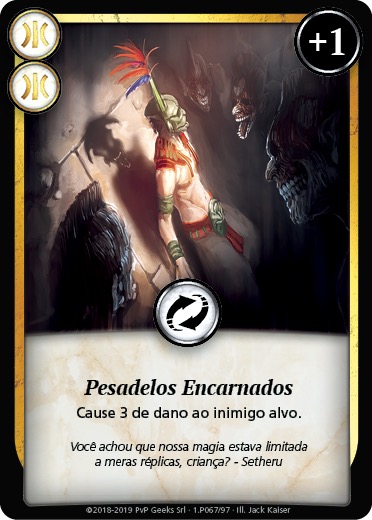 +1
Pesadelos Encarnados
Cause 3 de dano ao inimigo alvo.
Você achou que nossa magia estava limitada
a meras réplicas, criança? - Setheru
©2018-2019 PvP Geeks Srl · 1.P067/97 · Ill. Jack Kaiser